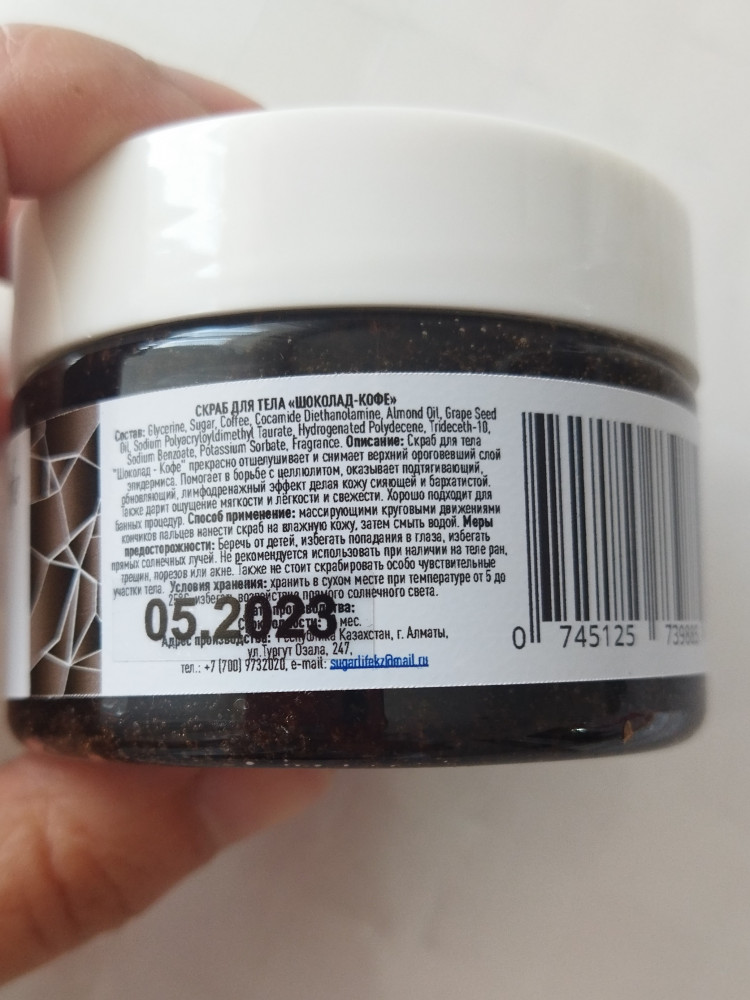 СКРАБ ДЛЯ ТЕЛА «ШОКОЛАД-КОФЕ»
Состав: Glycerine, Sugar, Coffee, Cocamide Diethanolamine, Almond Oil, Grape Seed
Oil, Sodium Polyacryloyldimethyl Taurate, Hydrogenated Polydecene, Trideceth-10,
Sodium Benzoate, Potassium Sorbate, Fragrance. Описание: Скраб для тела
"Шоколад - Кофе" прекрасно отшелушивает и снимает верхний ороговевший слой
эпидермиса. Помогает в борьбе с целлюлитом, оказывает подтягивающий,
обновляющий, лимфодренажный эффект делая кожу сияющей и бархатистой.
также дарит ощущение мягкости и лёгкости и свежести. Хорошо подходит для
банных процедур. Способ применение: массирующими круговыми движениями
кончиков пальцев нанести скраб на влажную кожу, затем смыть водой. Меры
предосторожности: Беречь от детей, избегать попадания в глаза, избегать
прямых солнечных лучей. Не рекомендуется использовать при наличии на теле ран,
трещин, порезов или акне. Также не стоит скрабировать особо чувствительные
участки тела. Условия хранения: хранить в сухом месте при температуре от 5 до
избегать воздействия прямого солнечного света.
производства:
05.2023
мес.
Адрес производства: Республика Казахстан, г. Алматы,
ул.Тургут Озала, 247,
тел.: +7 (700) 9732020, e-mail: sugarlifekz@mail.ru
0 745125